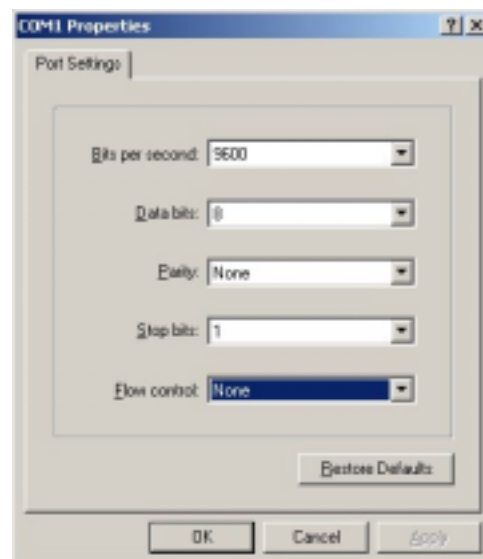 COM1 Properties
Port Settings
Bits per second: 9600
Data bits: 8
Parity: None
Stop bits: 1
Flow control: None
Restore Defaults
OK Cancel Apply